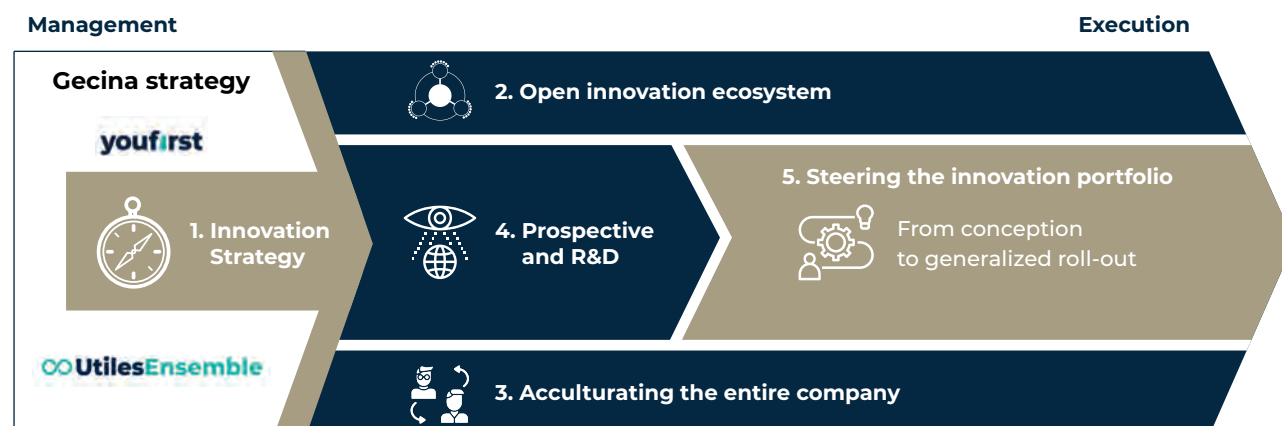 Management
Execution
Gecina strategy
youfirst
UtilesEnsemble
1. Innovation
Strategy
2. Open innovation ecosystem
4. Prospective
and R&D
5. Steering the innovation portfolio
From conception
to generalized roll-out
3. Acculturating the entire company